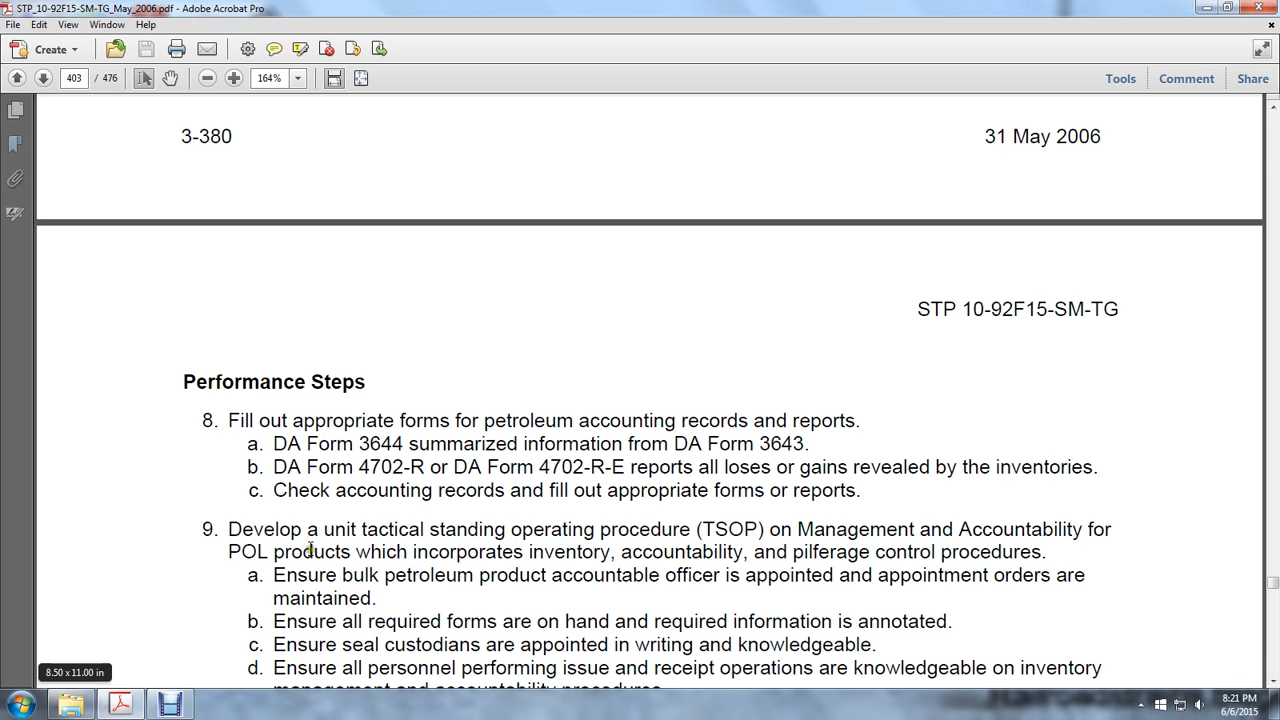 STP_10-92F15-SM-TG_May_2006.pdf - Adobe Acrobat Pro
File Edit View Window Help
Create
403 / 476 164% Tools Comment Share
3-380 31 May 2006
STP 10-92F15-SM-TG
Performance Steps
8. Fill out appropriate forms for petroleum accounting records and reports.
a. DA Form 3644 summarized information from DA Form 3643.
b. DA Form 4702-R or DA Form 4702-R-E reports all loses or gains revealed by the inventories.
c. Check accounting records and fill out appropriate forms or reports.
9. Develop a unit tactical standing operating procedure (TSOP) on Management and Accountability for
POL products which incorporates inventory, accountability, and pilferage control procedures.
a. Ensure bulk petroleum product accountable officer is appointed and appointment orders are
maintained.
b. Ensure all required forms are on hand and required information is annotated.
c. Ensure seal custodians are appointed in writing and knowledgeable.
d. Ensure all personnel performing issue and receipt operations are knowledgeable on inventory
management and accountability procedures.
8.50 x 11.00 in
8:21 PM
6/6/2015